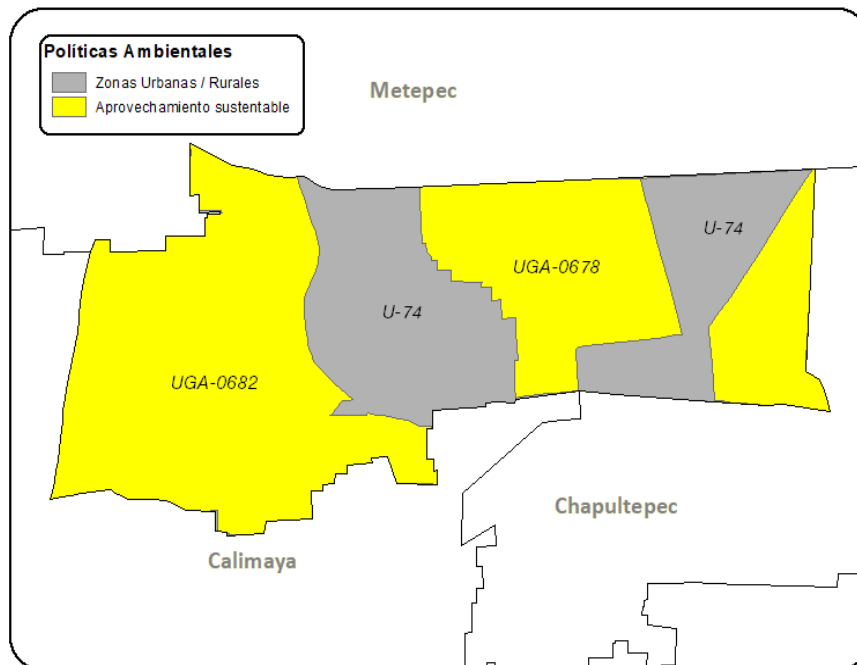 Políticas Ambientales
Zonas Urbanas / Rurales
Aprovechamiento sustentable
Metepec
U-74
UGA-0678
U-74
UGA-0682
Chapultepec
Calimaya